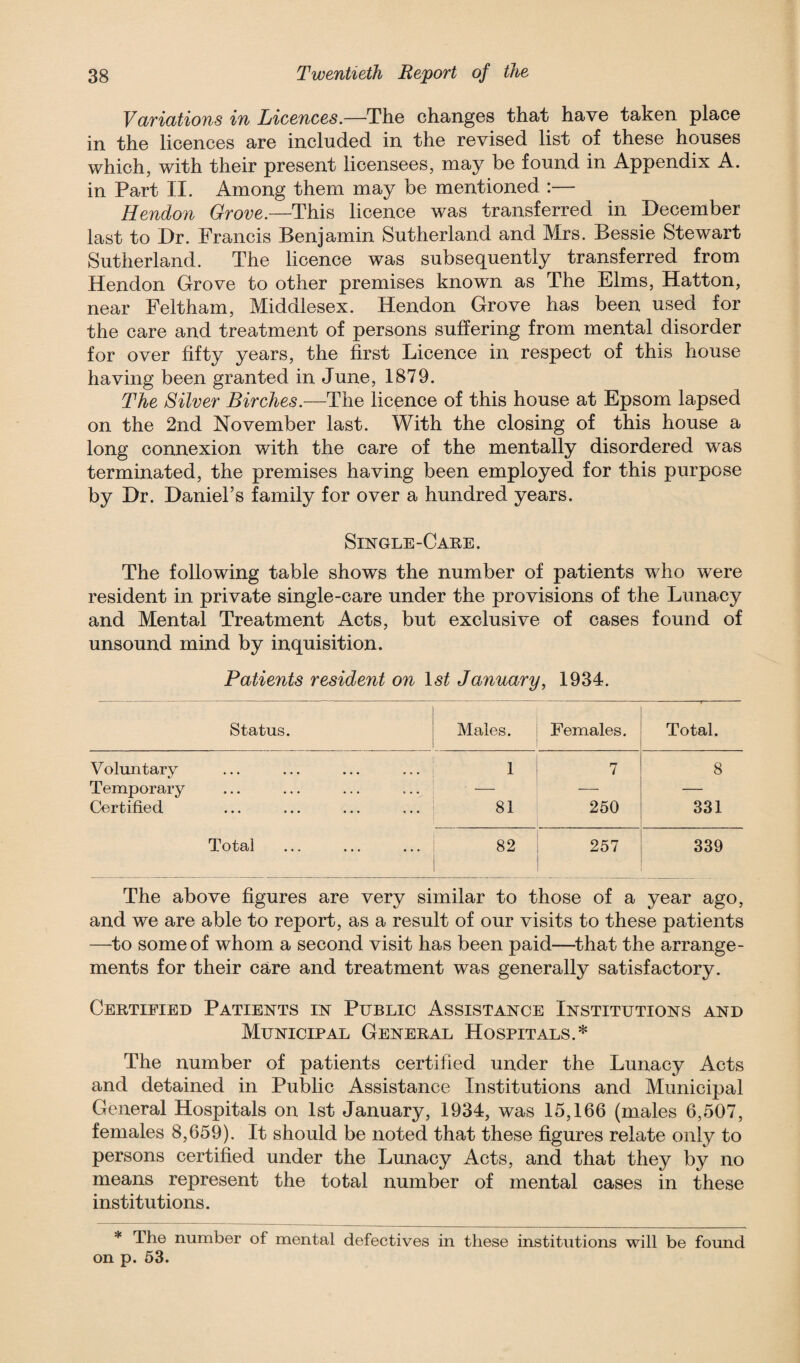 38 Twentieth Report of the
Variations in Licences.—The changes that have taken place
in the licences are included in the revised list of these houses
which, with their present licensees, may be found in Appendix A.
in Part II. Among them may be mentioned :—
Hendon Grove.—This licence was transferred in December
last to Dr. Francis Benjamin Sutherland and Mrs. Bessie Stewart
Sutherland. The licence was subsequently transferred from
Hendon Grove to other premises known as The Elms, Hatton,
near Feltham, Middlesex. Hendon Grove has been used for
the care and treatment of persons suffering from mental disorder
for over fifty years, the first Licence in respect of this house
having been granted in June, 1879.
The Silver Birches.—The licence of this house at Epsom lapsed
on the 2nd November last. With the closing of this house a
long connexion with the care of the mentally disordered was
terminated, the premises having been employed for this purpose
by Dr. Daniel's family for over a hundred years.
Single-Care.
The following table shows the number of patients who were
resident in private single-care under the provisions of the Lunacy
and Mental Treatment Acts, but exclusive of cases found of
unsound mind by inquisition.
Patients resident on 1st January, 1934.
Status. Males. Females. Total.
Voluntary ... ... ... ... 1 7 8
Temporary ... ... ... ... — — —
Certified ... ... ... ... 81 250 331
Total ... ... ... 82 257 339
The above figures are very similar to those of a year ago,
and we are able to report, as a result of our visits to these patients
—to some of whom a second visit has been paid—that the arrange-
ments for their care and treatment was generally satisfactory.
Certified Patients in Public Assistance Institutions and
Municipal General Hospitals.*
The number of patients certified under the Lunacy Acts
and detained in Public Assistance Institutions and Municipal
General Hospitals on 1st January, 1934, was 15,166 (males 6,507,
females 8,659). It should be noted that these figures relate only to
persons certified under the Lunacy Acts, and that they by no
means represent the total number of mental cases in these
institutions.
* The number of mental defectives in these institutions will be found
on p. 53.